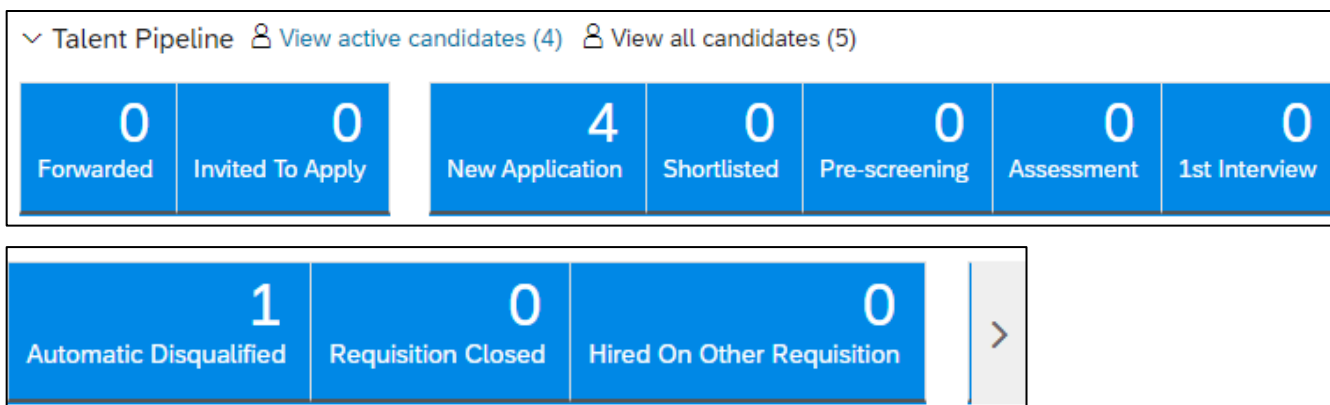 Talent Pipeline View active candidates (4) View all candidates (5)
0 0 4 0 0 0 0
Forwarded Invited To Apply New Application Shortlisted Pre-screening Assessment 1st Interview
1 0 0
Automatic Disqualified Requisition Closed Hired On Other Requisition